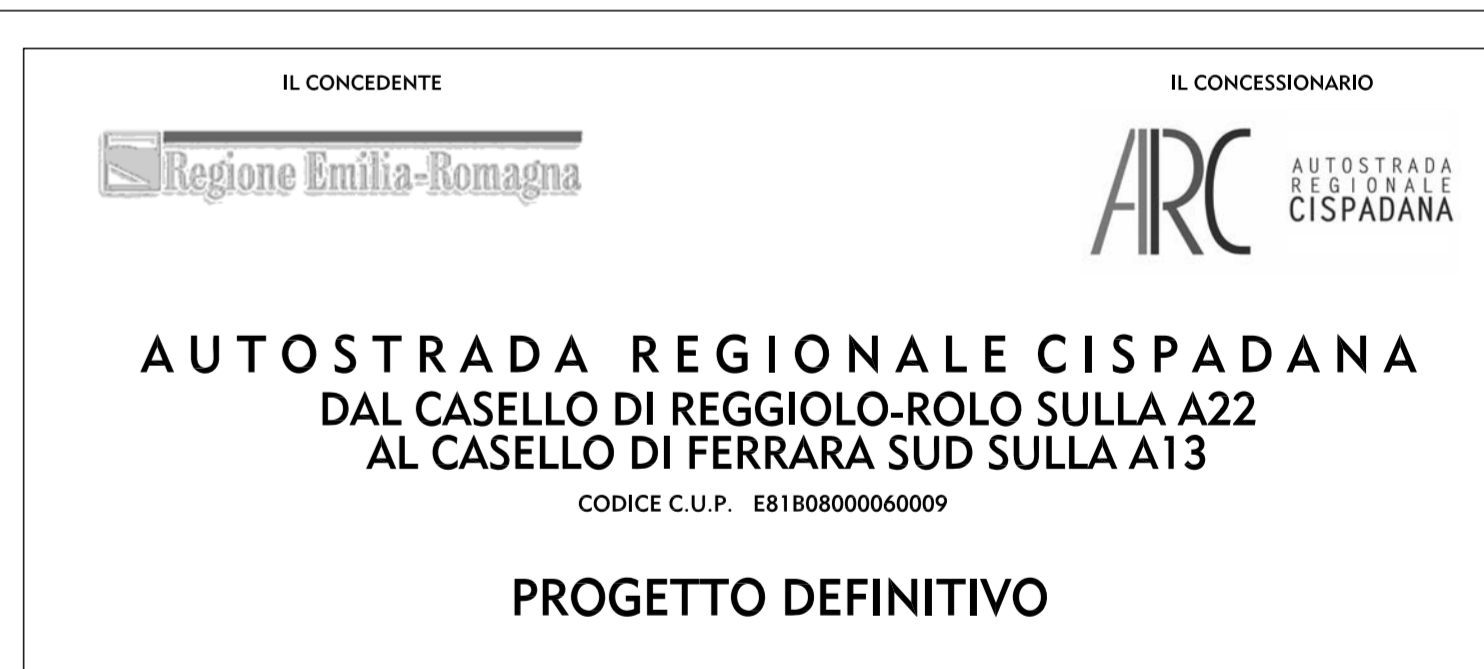 IL CONCEDENTE
IL CONCESSIONARIO
Regione Emilia-Romagna
ARC
AUTOSTRADA
REGIONALE
CISPADANA
AUTOSTRADA REGIONALE CISPADANA
DAL CASELLO DI REGGIOLO-ROLO SULLA A22
AL CASELLO DI FERRARA SUD SULLA A13
CODICE C.U.P. E81B08000060009
PROGETTO DEFINITIVO